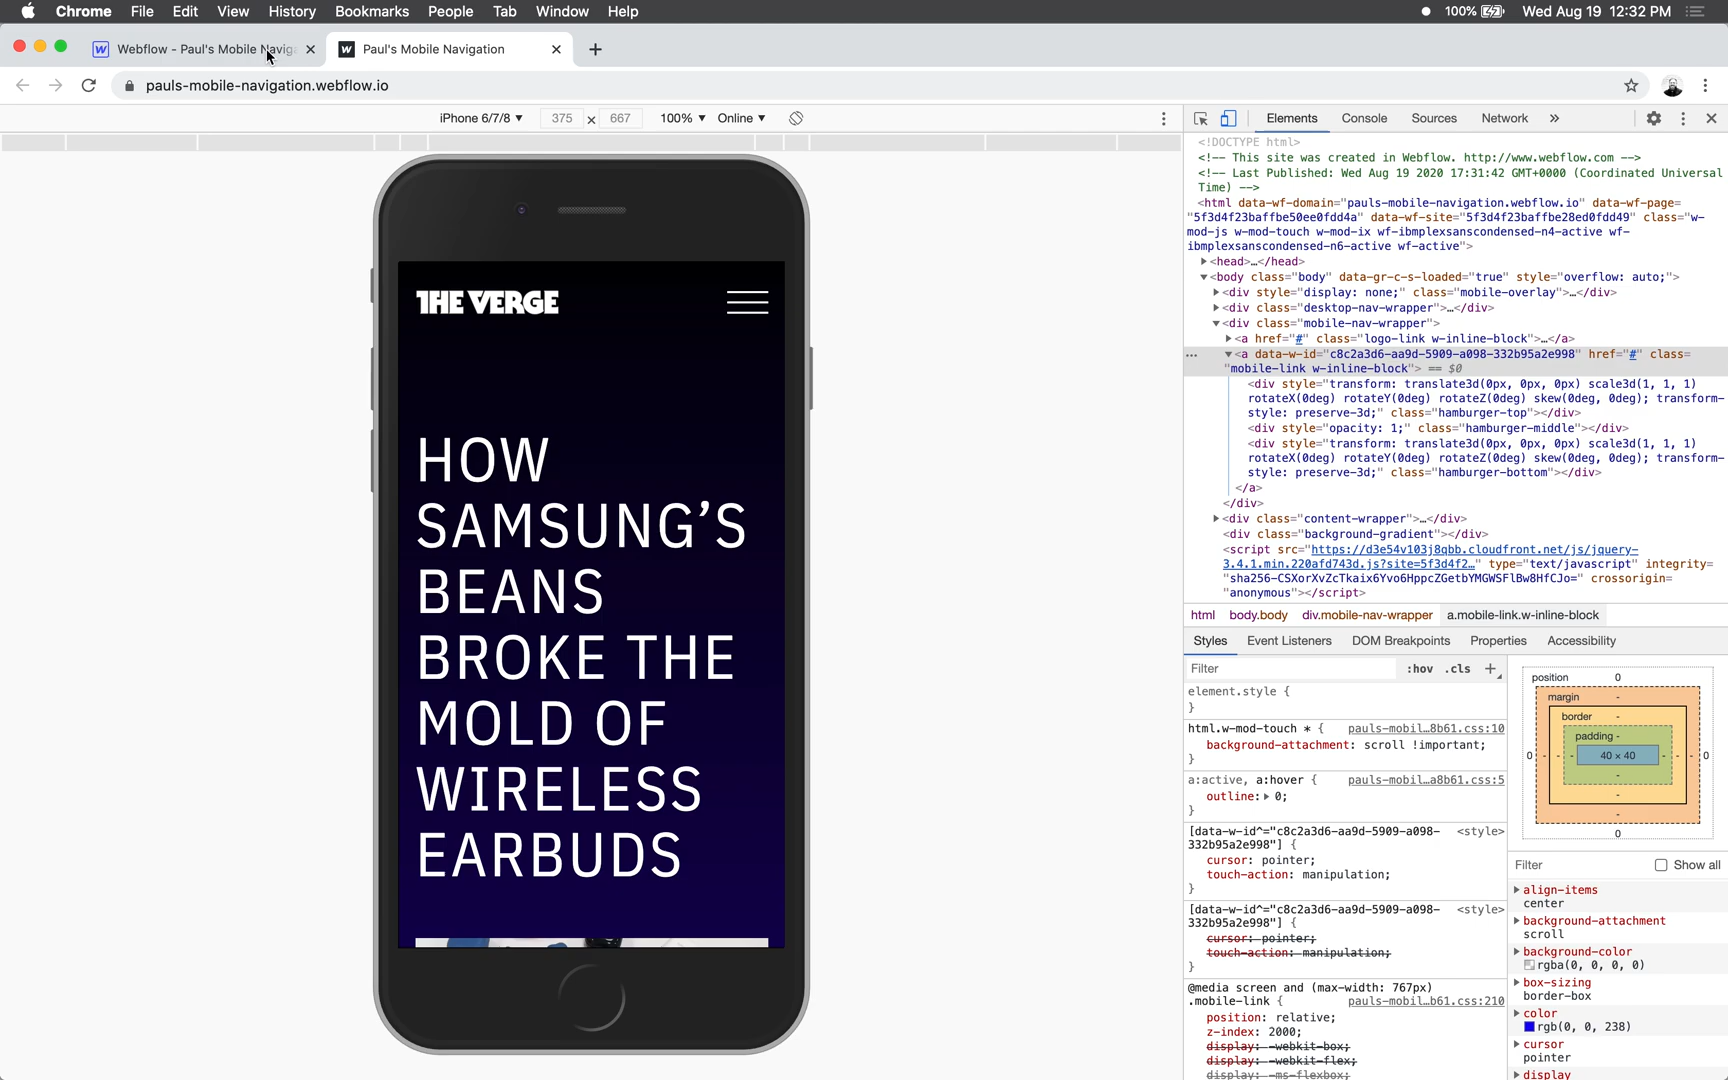 Chrome File Edit View History Bookmarks People Tab Window Help 100% Wed Aug 19 12:32 PM
Webflow - Paul's Mobile Naviga Paul's Mobile Navigation
pauls-mobile-navigation.webflow.io
iPhone 6/7/8 ▼ 375 × 667 100% ▼ Online ▼
Elements Console Sources Network »
THE VERGE
HOW
SAMSUNG’S
BEANS
BROKE THE
MOLD OF
WIRELESS
EARBUDS
<!DOCTYPE html>
<!-- This site was created in Webflow. http://www.webflow.com -->
<!-- Last Published: Wed Aug 19 2020 17:31:42 GMT+0000 (Coordinated Universal
Time) -->
<html data-wf-domain="pauls-mobile-navigation.webflow.io" data-wf-page=
"5f3d4f23baffbe50ee0fdd4a" data-wf-site="5f3d4f23baffbe28ed0fdd49" class="w-
mod-js w-mod-touch w-mod-ix wf-ibmplexsanscondensed-n4-active wf-
ibmplexsanscondensed-n6-active wf-active">
<head>…</head>
<body class="body" data-gr-c-s-loaded="true" style="overflow: auto;">
<div style="display: none;" class="mobile-overlay">…</div>
<div class="desktop-nav-wrapper">…</div>
<div class="mobile-nav-wrapper">
<a href="#" class="logo-link w-inline-block">…</a>
… <a data-w-id="c8c2a3d6-aa9d-5909-a098-332b95a2e998" href="#" class=
"mobile-link w-inline-block"> == $0
<div style="transform: translate3d(0px, 0px, 0px) scale3d(1, 1, 1)
rotateX(0deg) rotateY(0deg) rotateZ(0deg) skew(0deg, 0deg); transform-
style: preserve-3d;" class="hamburger-top"></div>
<div style="opacity: 1;" class="hamburger-middle"></div>
<div style="transform: translate3d(0px, 0px, 0px) scale3d(1, 1, 1)
rotateX(0deg) rotateY(0deg) rotateZ(0deg) skew(0deg, 0deg); transform-
style: preserve-3d;" class="hamburger-bottom"></div>
</a>
</div>
<div class="content-wrapper">…</div>
<div class="background-gradient"></div>
<script src="https://d3e54v103j8qbb.cloudfront.net/js/jquery-
3.4.1.min.220afd743d.js?site=5f3d4f2…" type="text/javascript" integrity=
"sha256-CSXorXvZcTkaix6Yvo6HppcZGetbYMGWSFlBw8HfCJo=" crossorigin=
"anonymous"></script>
html body.body div.mobile-nav-wrapper a.mobile-link.w-inline-block
Styles Event Listeners DOM Breakpoints Properties Accessibility
Filter :hov .cls +
element.style {
}
html.w-mod-touch * { pauls-mobil…8b61.css:10
background-attachment: scroll !important;
}
a:active, a:hover { pauls-mobil…a8b61.css:5
outline: 0;
}
[data-w-id^="c8c2a3d6-aa9d-5909-a098- <style>
332b95a2e998"] {
cursor: pointer;
touch-action: manipulation;
}
[data-w-id^="c8c2a3d6-aa9d-5909-a098- <style>
332b95a2e998"] {
cursor: pointer;
touch-action: manipulation;
}
@media screen and (max-width: 767px)
.mobile-link { pauls-mobil…b61.css:210
position: relative;
z-index: 2000;
display: -webkit-box;
display: -webkit-flex;
display: -ms-flexbox;
position 0
margin -
border -
padding -
0 - - - 40 × 40 - - - 0
-
-
-
0
Filter Show all
align-items
center
background-attachment
scroll
background-color
rgba(0, 0, 0, 0)
box-sizing
border-box
color
rgb(0, 0, 238)
cursor
pointer
display